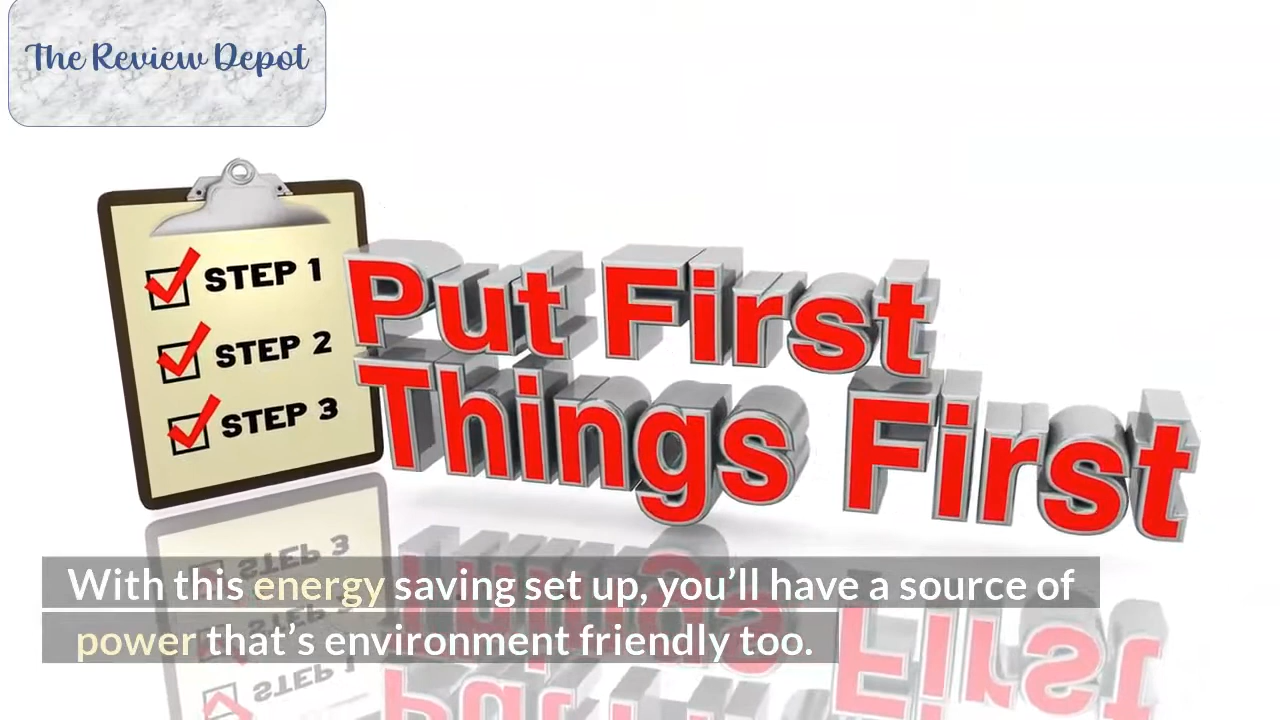 The Review Depot
STEP 1
STEP 2
STEP 3
Put First
Things First
With this energy saving set up, you’ll have a source of
power that’s environment friendly too.